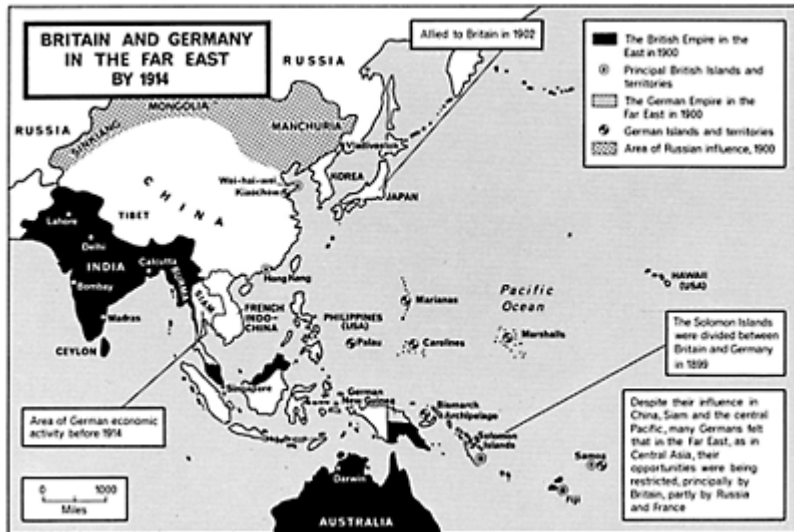 BRITAIN AND GERMANY
IN THE FAR EAST
BY 1914
Allied to Britain in 1902
The British Empire in the
East in 1900
Principal British Islands and
territories
The German Empire in the
Far East in 1900
German Islands and territories
Area of Russian influence, 1900
RUSSIA
RUSSIA
MONGOLIA
SINKIANG
MANCHURIA
Vladivostok
Wei-hai-wei
Kiaochow
KOREA
JAPAN
CHINA
TIBET
Lahore
Delhi
INDIA
Calcutta
BURMA
Bombay
Madras
CEYLON
Hong Kong
SIAM
FRENCH
INDO-
CHINA
PHILIPPINES
(USA)
Marianas
Pacific
Ocean
HAWAII
(USA)
Palau
Carolines
Marshalls
Singapore
German
New Guinea
Bismarck
Archipelago
Solomon
Islands
Samoa
Fiji
Darwin
AUSTRALIA
The Solomon Islands
were divided between
Britain and Germany
in 1899
Area of German economic
activity before 1914
Despite their influence in
China, Siam and the central
Pacific, many Germans felt
that in the Far East, as in
Central Asia, their
opportunities were being
restricted, principally by
Britain, partly by Russia
and France
0 1000
Miles